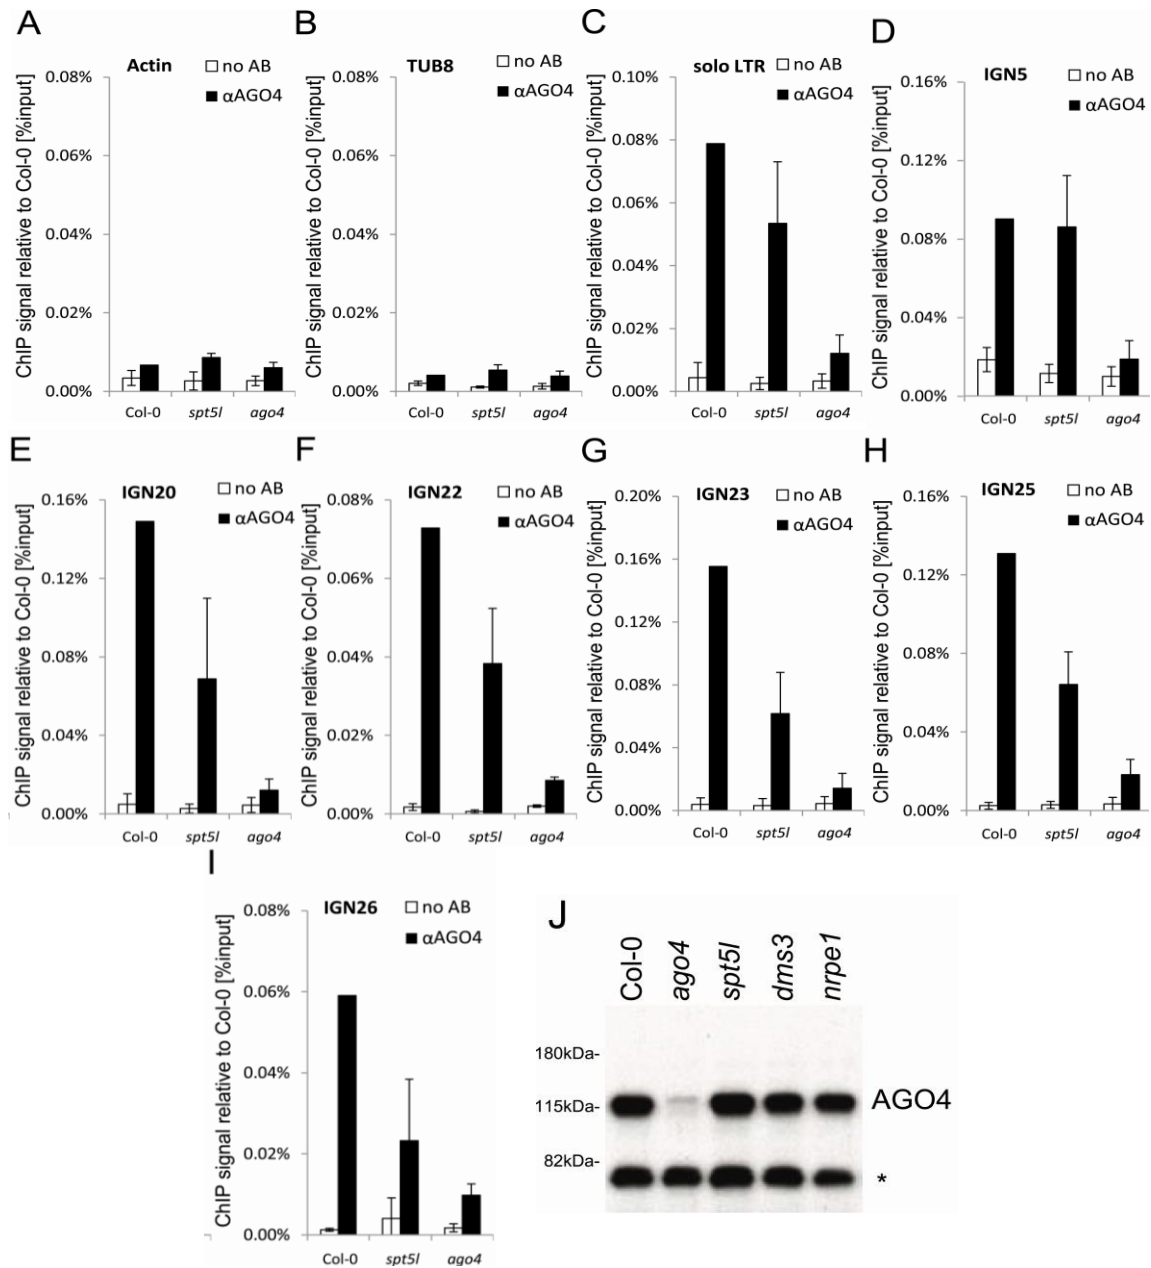 A
ChIP signal relative to Col-0 [%input]
Actin
no AB
αAGO4
0.08%
0.06%
0.04%
0.02%
0.00%
Col-0 spt5l ago4
B
ChIP signal relative to Col-0 [%input]
TUB8
no AB
αAGO4
0.08%
0.06%
0.04%
0.02%
0.00%
Col-0 spt5l ago4
C
ChIP signal relative to Col-0 [%input]
solo LTR
no AB
αAGO4
0.10%
0.08%
0.06%
0.04%
0.02%
0.00%
Col-0 spt5l ago4
D
ChIP signal relative to Col-0 [%input]
IGN5
no AB
αAGO4
0.16%
0.12%
0.08%
0.04%
0.00%
Col-0 spt5l ago4
E
ChIP signal relative to Col-0 [%input]
IGN20
no AB
αAGO4
0.16%
0.12%
0.08%
0.04%
0.00%
Col-0 spt5l ago4
F
ChIP signal relative to Col-0 [%input]
IGN22
no AB
αAGO4
0.08%
0.06%
0.04%
0.02%
0.00%
Col-0 spt5l ago4
G
ChIP signal relative to Col-0 [%input]
IGN23
no AB
αAGO4
0.20%
0.16%
0.12%
0.08%
0.04%
0.00%
Col-0 spt5l ago4
H
ChIP signal relative to Col-0 [%input]
IGN25
no AB
αAGO4
0.16%
0.12%
0.08%
0.04%
0.00%
Col-0 spt5l ago4
I
ChIP signal relative to Col-0 [%input]
IGN26
no AB
αAGO4
0.08%
0.06%
0.04%
0.02%
0.00%
Col-0 spt5l ago4
J
Col-0 ago4 spt5l dms3 nrpe1
180kDa-
115kDa-
82kDa-
AGO4
*